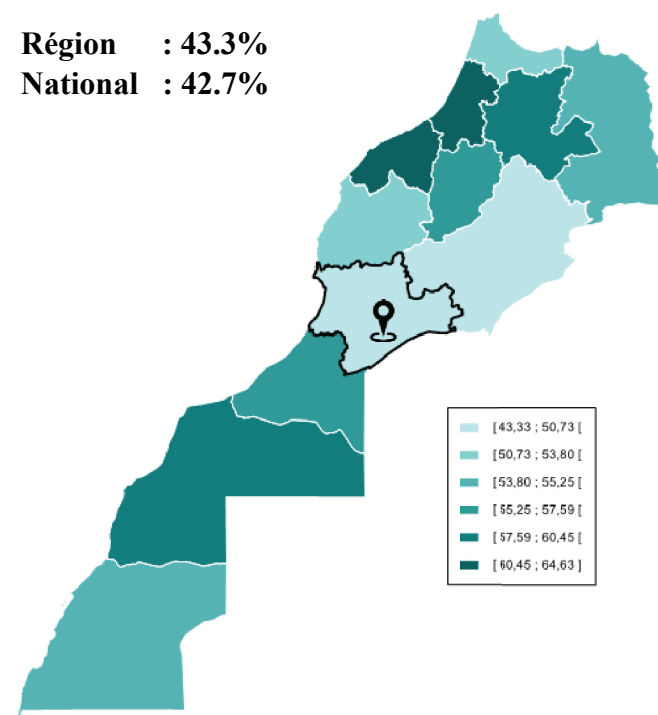 Région : 43.3%
National : 42.7%
[ 43,33 ; 50,73 [
[ 50,73 ; 53,80 [
[ 53,80 ; 55,25 [
[ 55,25 ; 57,59 [
[ 57,59 ; 60,45 [
[ 60,45 ; 64,63 ]